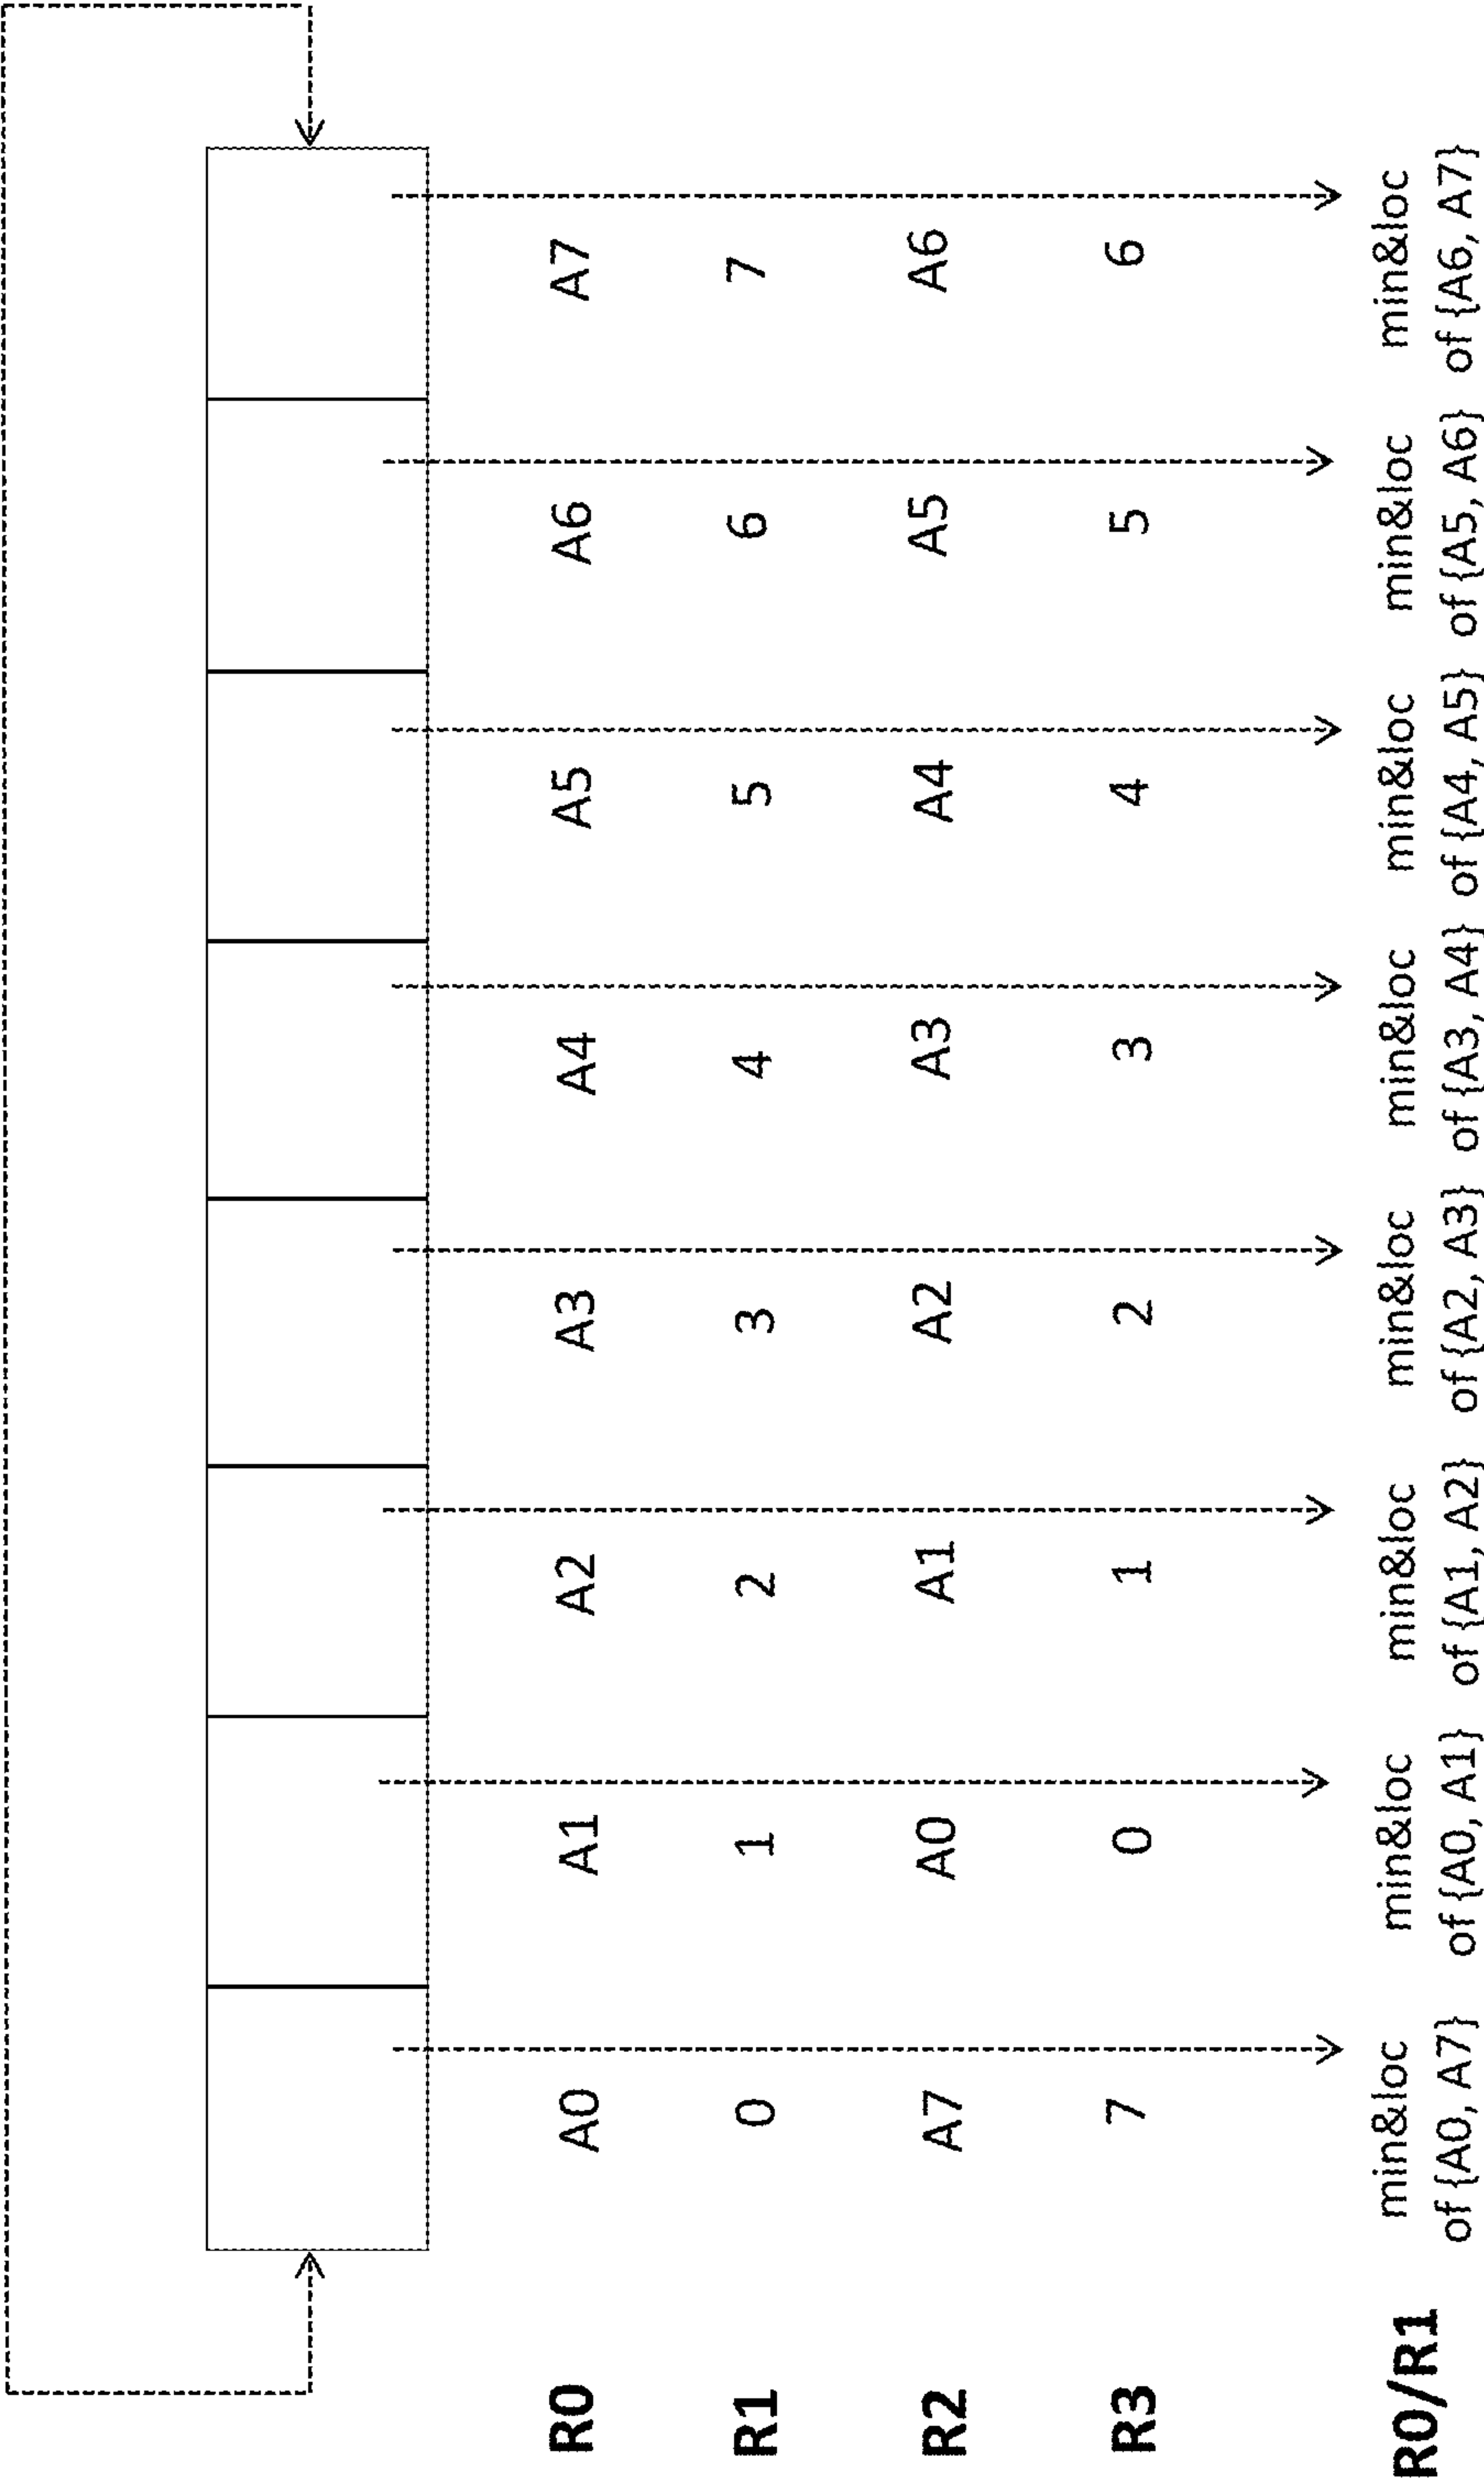 R0 A0 A1 A2 A3 A4 A5 A6 A7
R1 0 1 2 3 4 5 6 7
R2 A7 A0 A1 A2 A3 A4 A5 A6
R3 7 0 1 2 3 4 5 6
R0/R1 min&loc min&loc min&loc min&loc min&loc min&loc min&loc min&loc
of {A0, A7} of {A0, A1} of {A1, A2} of {A2, A3} of {A3, A4} of {A4, A5} of {A5, A6} of {A6, A7}